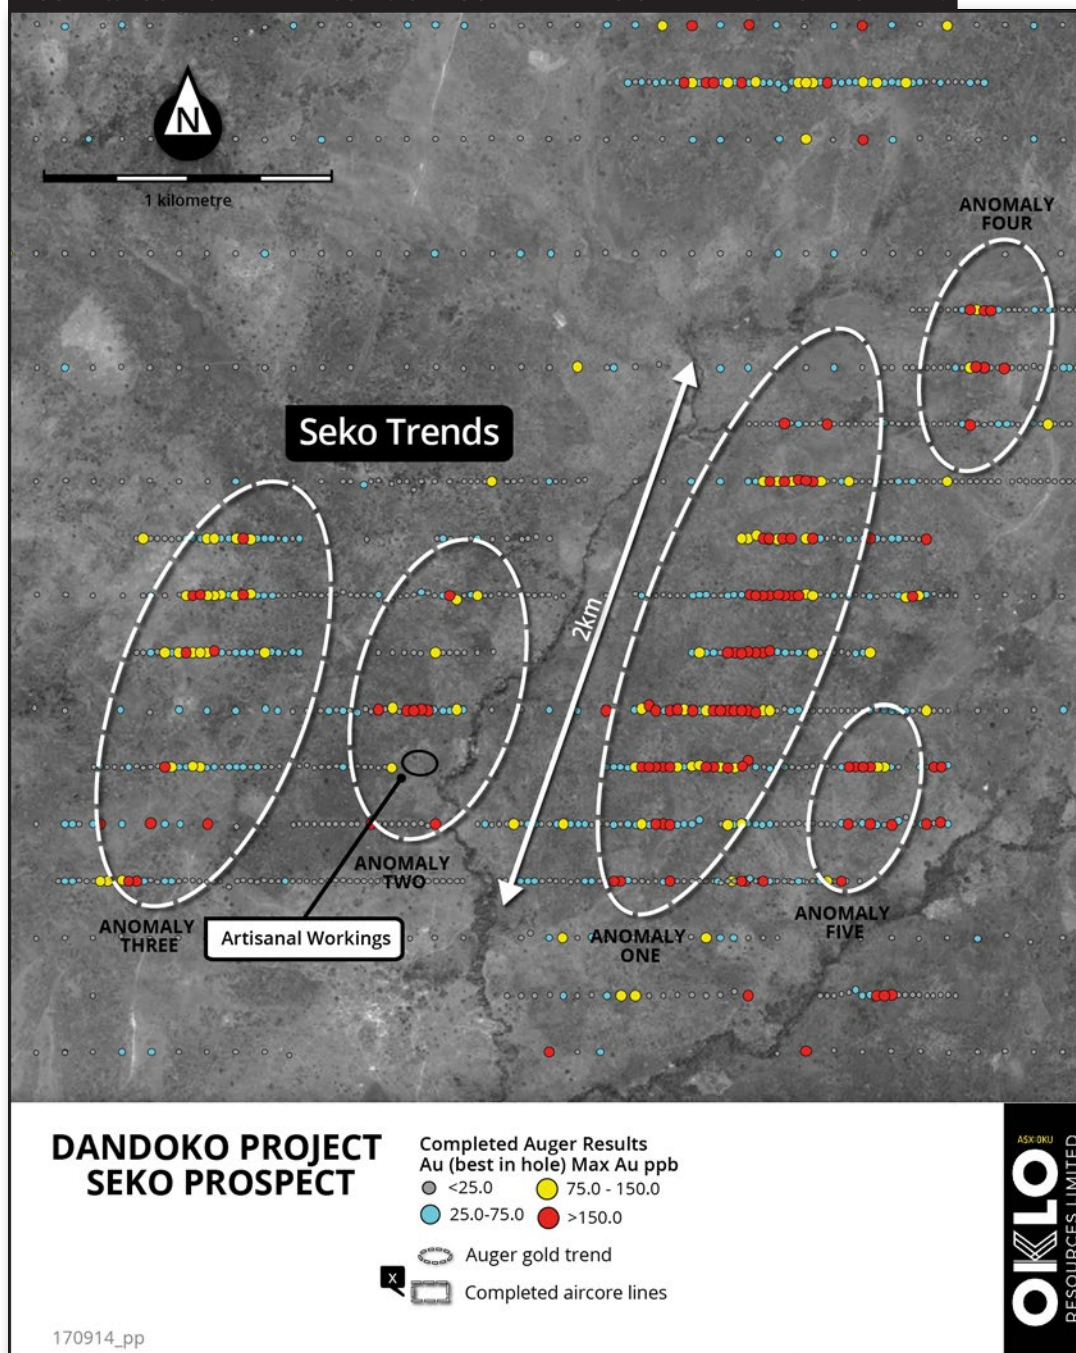 N
1 kilometre
ANOMALY
FOUR
Seko Trends
2km
ANOMALY
TWO
ANOMALY
THREE
Artisanal Workings
ANOMALY
ONE
ANOMALY
FIVE
DANDOKO PROJECT
SEKO PROSPECT
Completed Auger Results
Au (best in hole) Max Au ppb
<25.0
75.0 - 150.0
25.0-75.0
>150.0
Auger gold trend
X
Completed aircore lines
170914_pp
ASX:OKU
OKLO
RESOURCES LIMITED